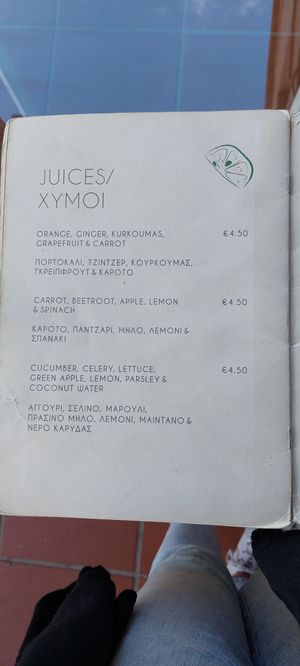 JUICES/
ΧΥΜΟΙ
ORANGE, GINGER, KURKOUMAS, €4.50
GRAPEFRUIT & CARROT
ΠΟΡΤΟΚΑΛΙ, ΤΖΙΝΤΖΕΡ, ΚΟΥΡΚΟΥΜΑΣ,
ΓΚΡΕΙΠΦΡΟΥΤ & ΚΑΡΟΤΟ
CARROT, BEETROOT, APPLE, LEMON €4.50
& SPINACH
ΚΑΡΟΤΟ, ΠΑΝΤΖΑΡΙ, ΜΗΛΟ, ΛΕΜΟΝΙ &
ΣΠΑΝΑΚΙ
CUCUMBER, CELERY, LETTUCE, €4.50
GREEN APPLE, LEMON, PARSLEY &
COCONUT WATER
ΑΓΓΟΥΡΙ, ΣΕΛΙΝΟ, ΜΑΡΟΥΛΙ,
ΠΡΑΣΙΝΟ ΜΗΛΟ, ΛΕΜΟΝΙ, ΜΑΙΝΤΑΝΟ &
ΝΕΡΟ ΚΑΡΥΔΑΣ